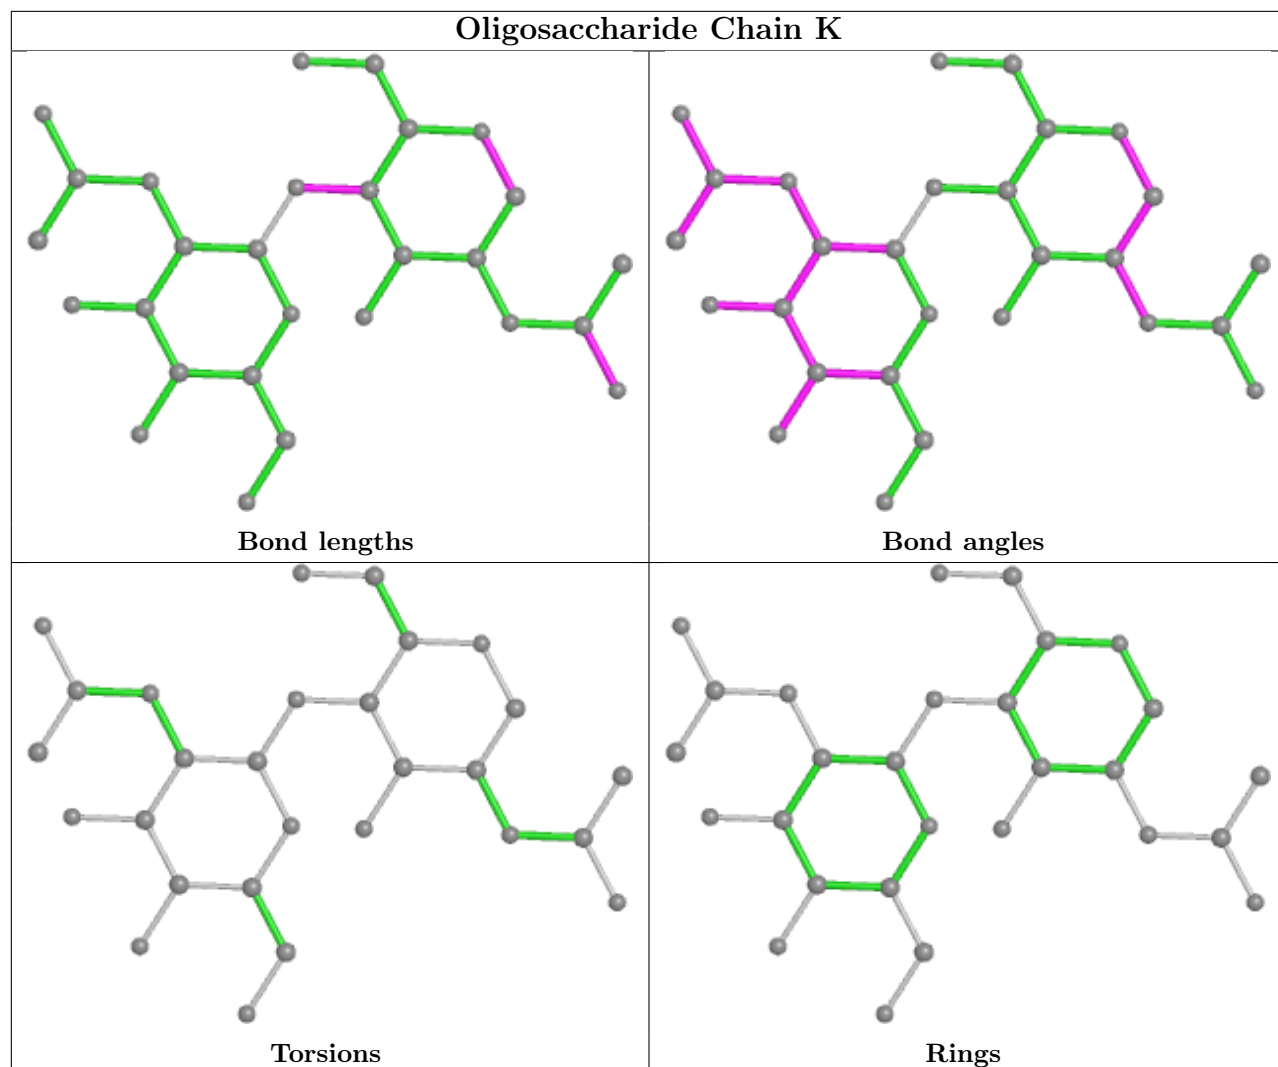 Oligosaccharide Chain K
Bond lengths
Bond angles
Torsions
Rings